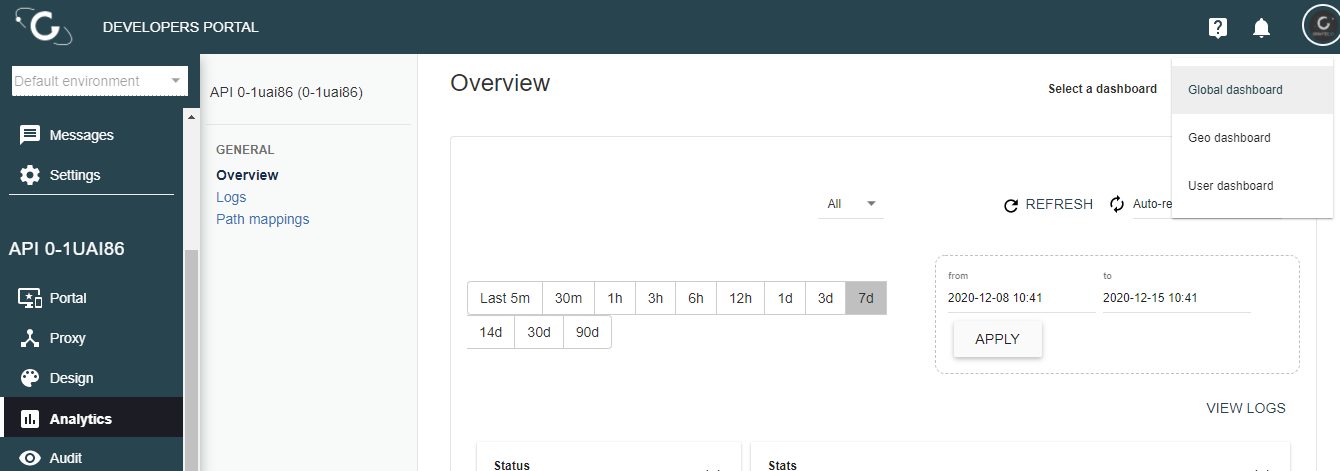 DEVELOPERS PORTAL
Default environment
Messages
Settings
API 0-1UAI86
Portal
Proxy
Design
Analytics
Audit
API 0-1uai86 (0-1uai86)
GENERAL
Overview
Logs
Path mappings
Overview
Select a dashboard
Global dashboard
Geo dashboard
User dashboard
All
REFRESH
Auto-re
Last 5m 30m 1h 3h 6h 12h 1d 3d 7d
14d 30d 90d
from to
2020-12-08 10:41 2020-12-15 10:41
APPLY
VIEW LOGS
Status
Stats